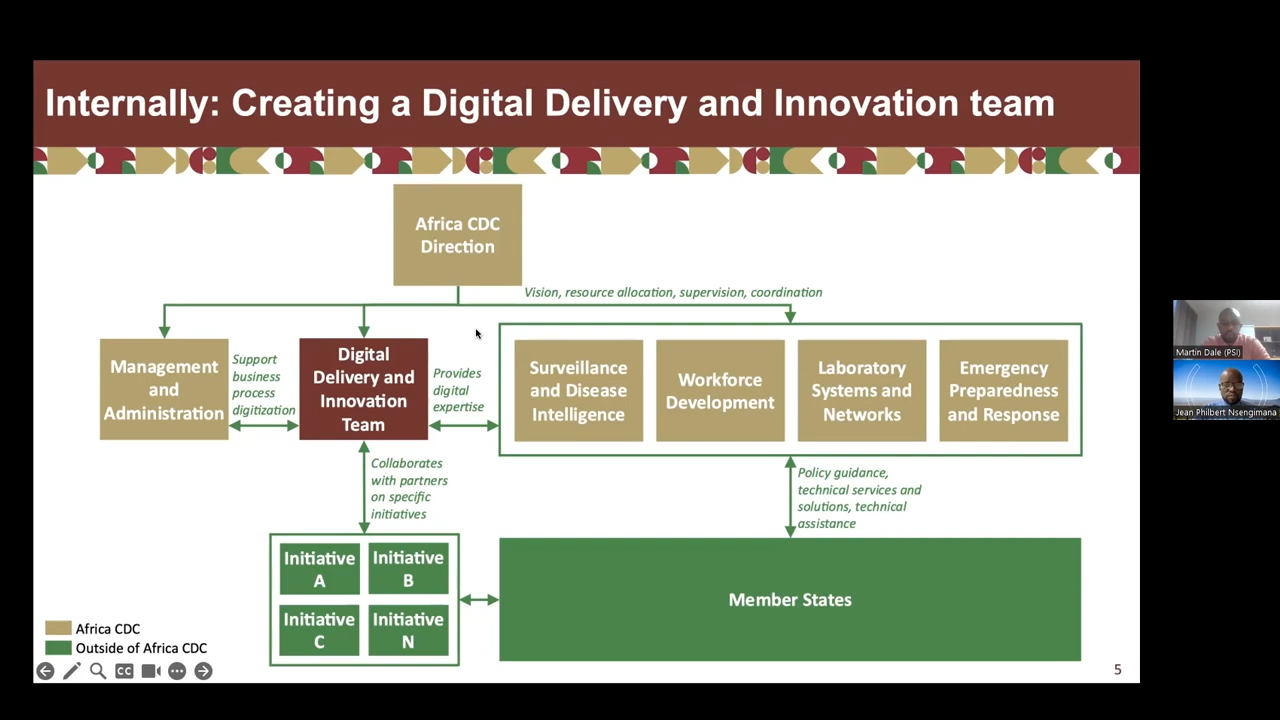 Internally: Creating a Digital Delivery and Innovation team
Africa CDC
Direction
Vision, resource allocation, supervision, coordination
Management
and
Administration
Support
business
process
digitization
Digital
Delivery and
Innovation
Team
Provides
digital
expertise
Surveillance
and Disease
Intelligence
Workforce
Development
Laboratory
Systems and
Networks
Emergency
Preparedness
and Response
Collaborates
with partners
on specific
initiatives
Policy guidance,
technical services and
solutions, technical
assistance
Initiative
A
Initiative
B
Initiative
C
Initiative
N
Member States
Africa CDC
Outside of Africa CDC
CC
5
Martin Dale (PSI)
Jean Philbert Nsengimana